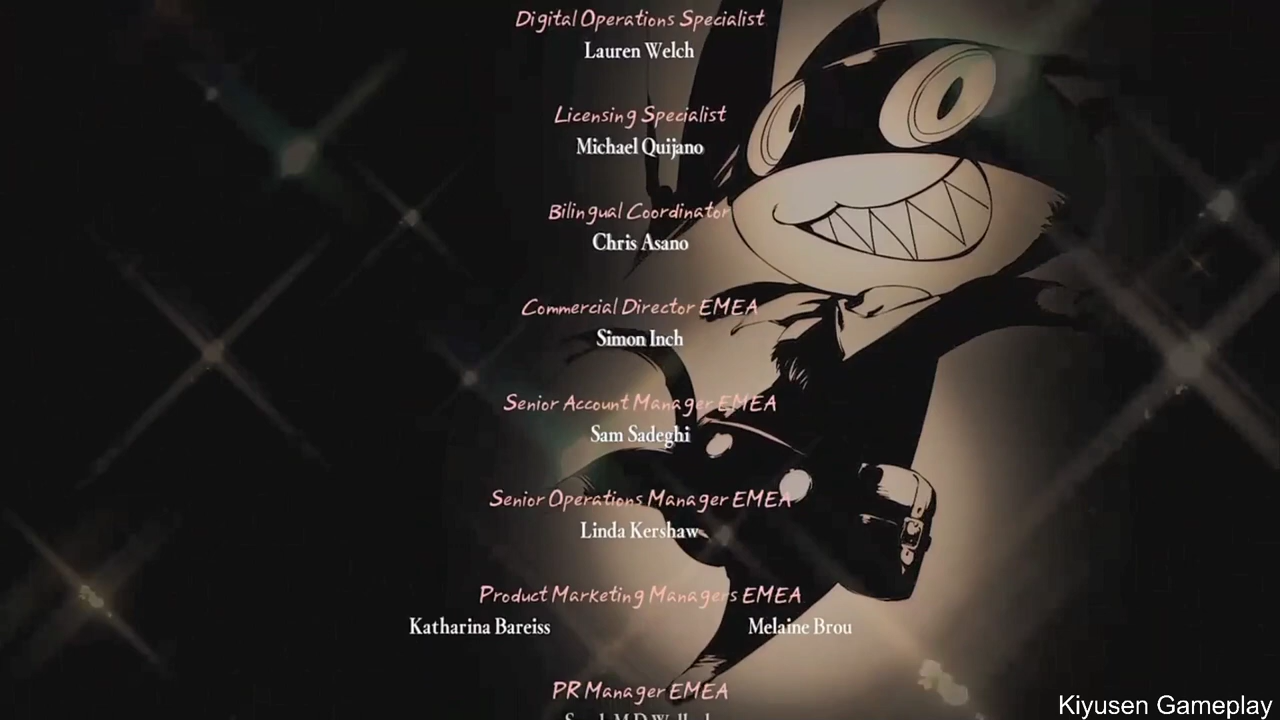 Digital Operations Specialist
Lauren Welch
Licensing Specialist
Michael Quijano
Bilingual Coordinator
Chris Asano
Commercial Director EMEA
Simon Inch
Senior Account Manager EMEA
Sam Sadeghi
Senior Operations Manager EMEA
Linda Kershaw
Product Marketing Managers EMEA
Katharina Bareiss Melaine Brou
PR Manager EMEA
Kiyusen Gameplay